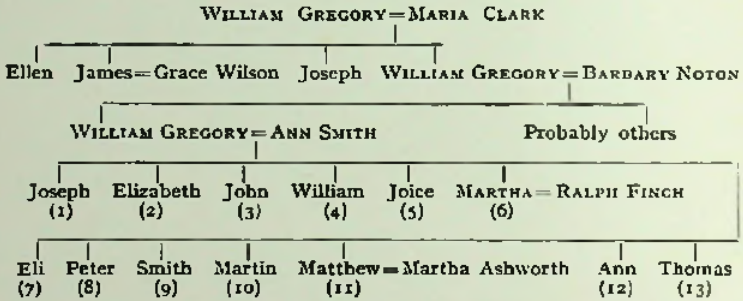 William Gregory=Maria Clark
Ellen James=Grace Wilson Joseph William Gregory=Barbary Noton
William Gregory=Ann Smith Probably others
Joseph Elizabeth John William Joice Martha=Ralph Finch
(1) (2) (3) (4) (5) (6)
Eli Peter Smith Martin Matthew=Martha Ashworth Ann Thomas
(7) (8) (9) (10) (11) (12) (13)